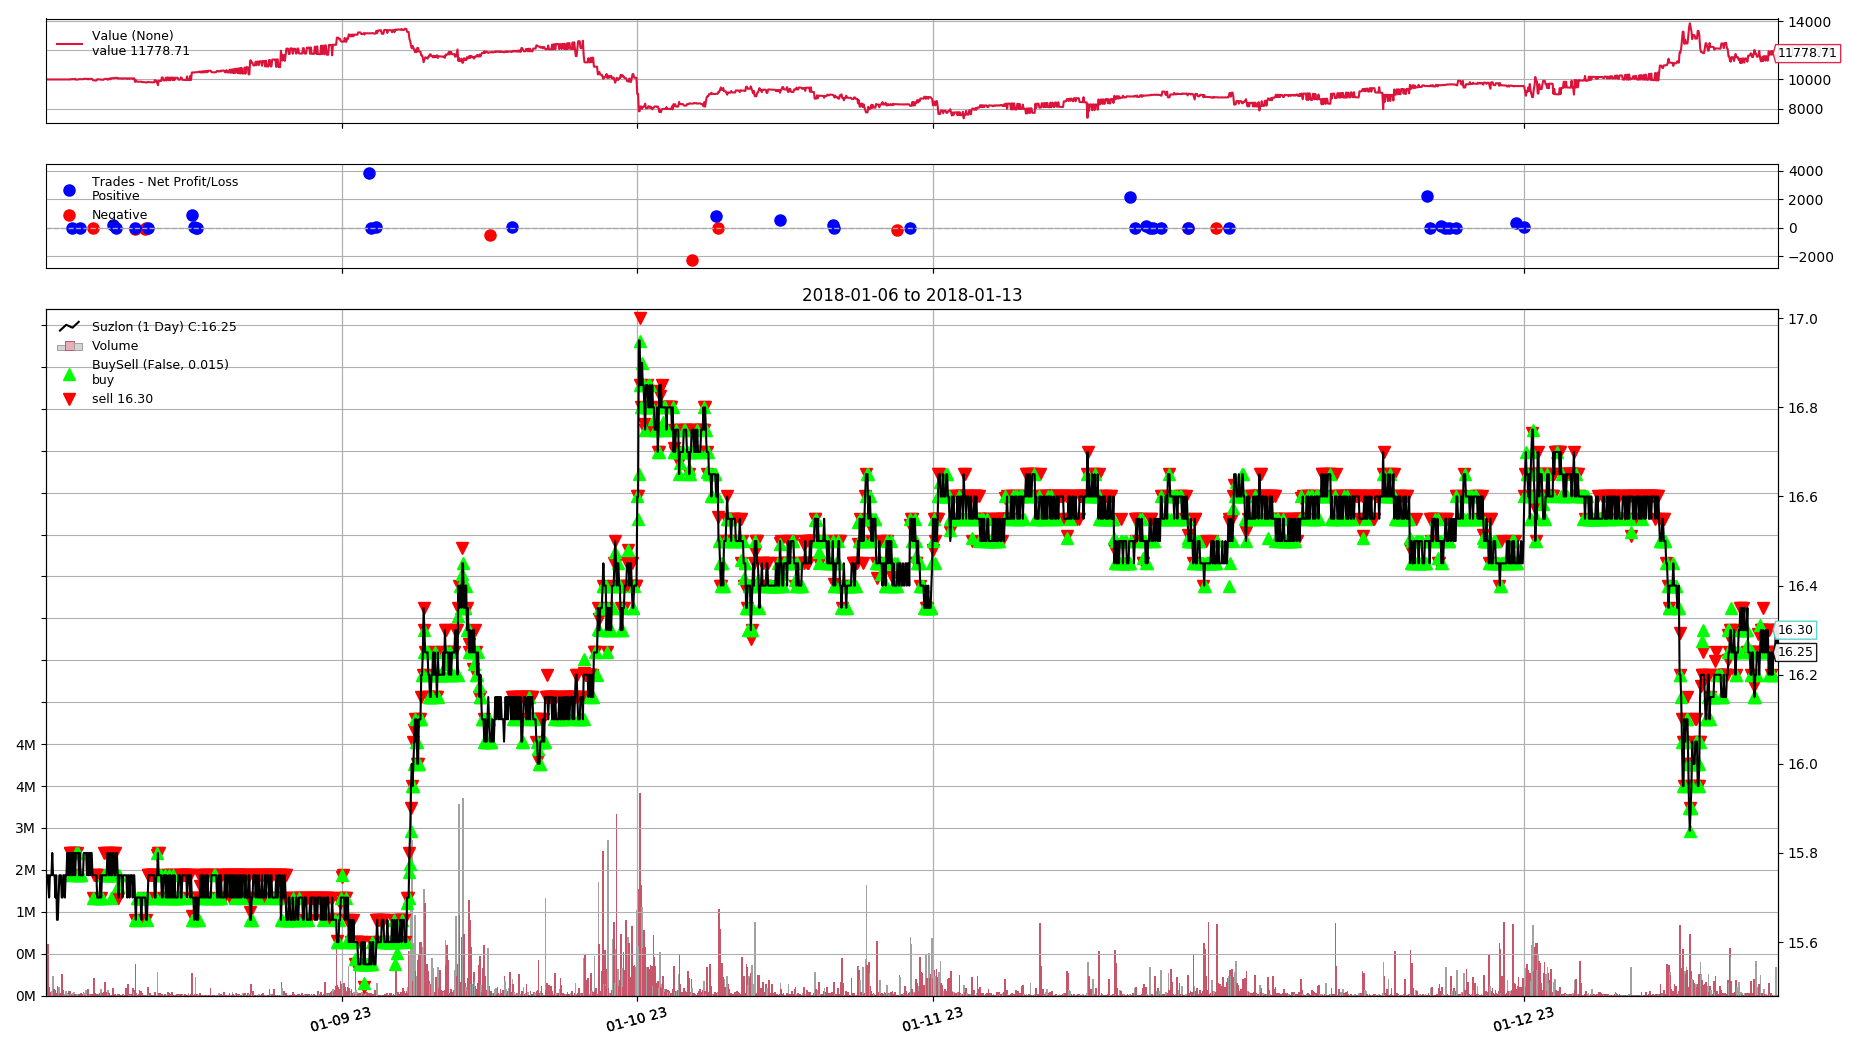 Value (None)
value 11778.71
14000
11778.71
10000
8000
Trades - Net Profit/Loss
Positive
Negative
4000
2000
0
−2000
2018-01-06 to 2018-01-13
Suzlon (1 Day) C:16.25
Volume
BuySell (False, 0.015)
buy
sell 16.30
17.0
16.8
16.6
16.4
16.30
16.25
16.2
16.0
15.8
15.6
4M
4M
3M
2M
1M
0M
0M
01-09 23
01-10 23
01-11 23
01-12 23